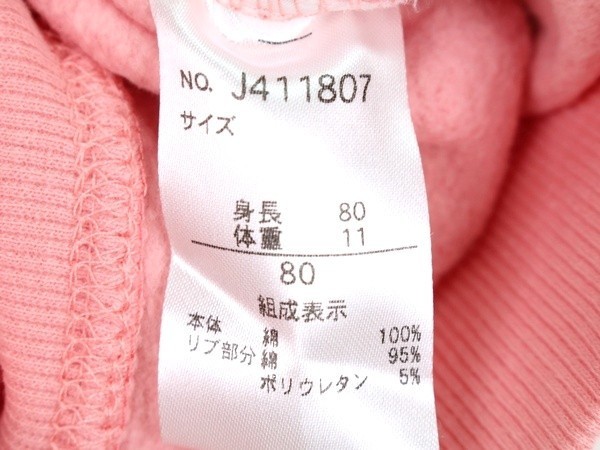 NO. J411807
サイズ
身長 80
体重 11
80
組成表示
本体 綿 100%
リブ部分 綿 95%
ポリウレタン 5%